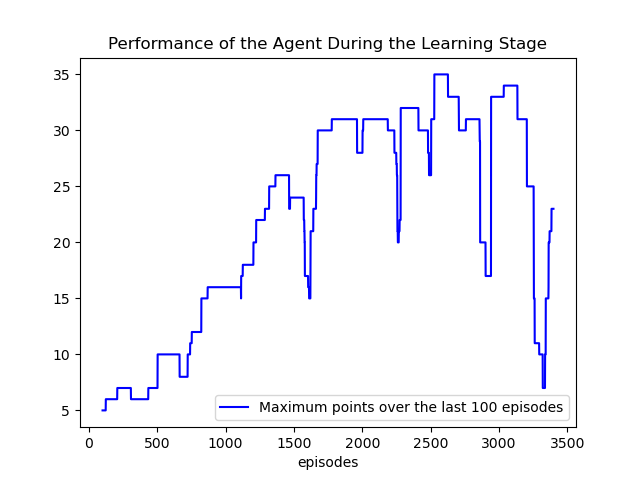 Performance of the Agent During the Learning Stage
35
30
25
20
15
10
5
Maximum points over the last 100 episodes
0 500 1000 1500 2000 2500 3000 3500
episodes